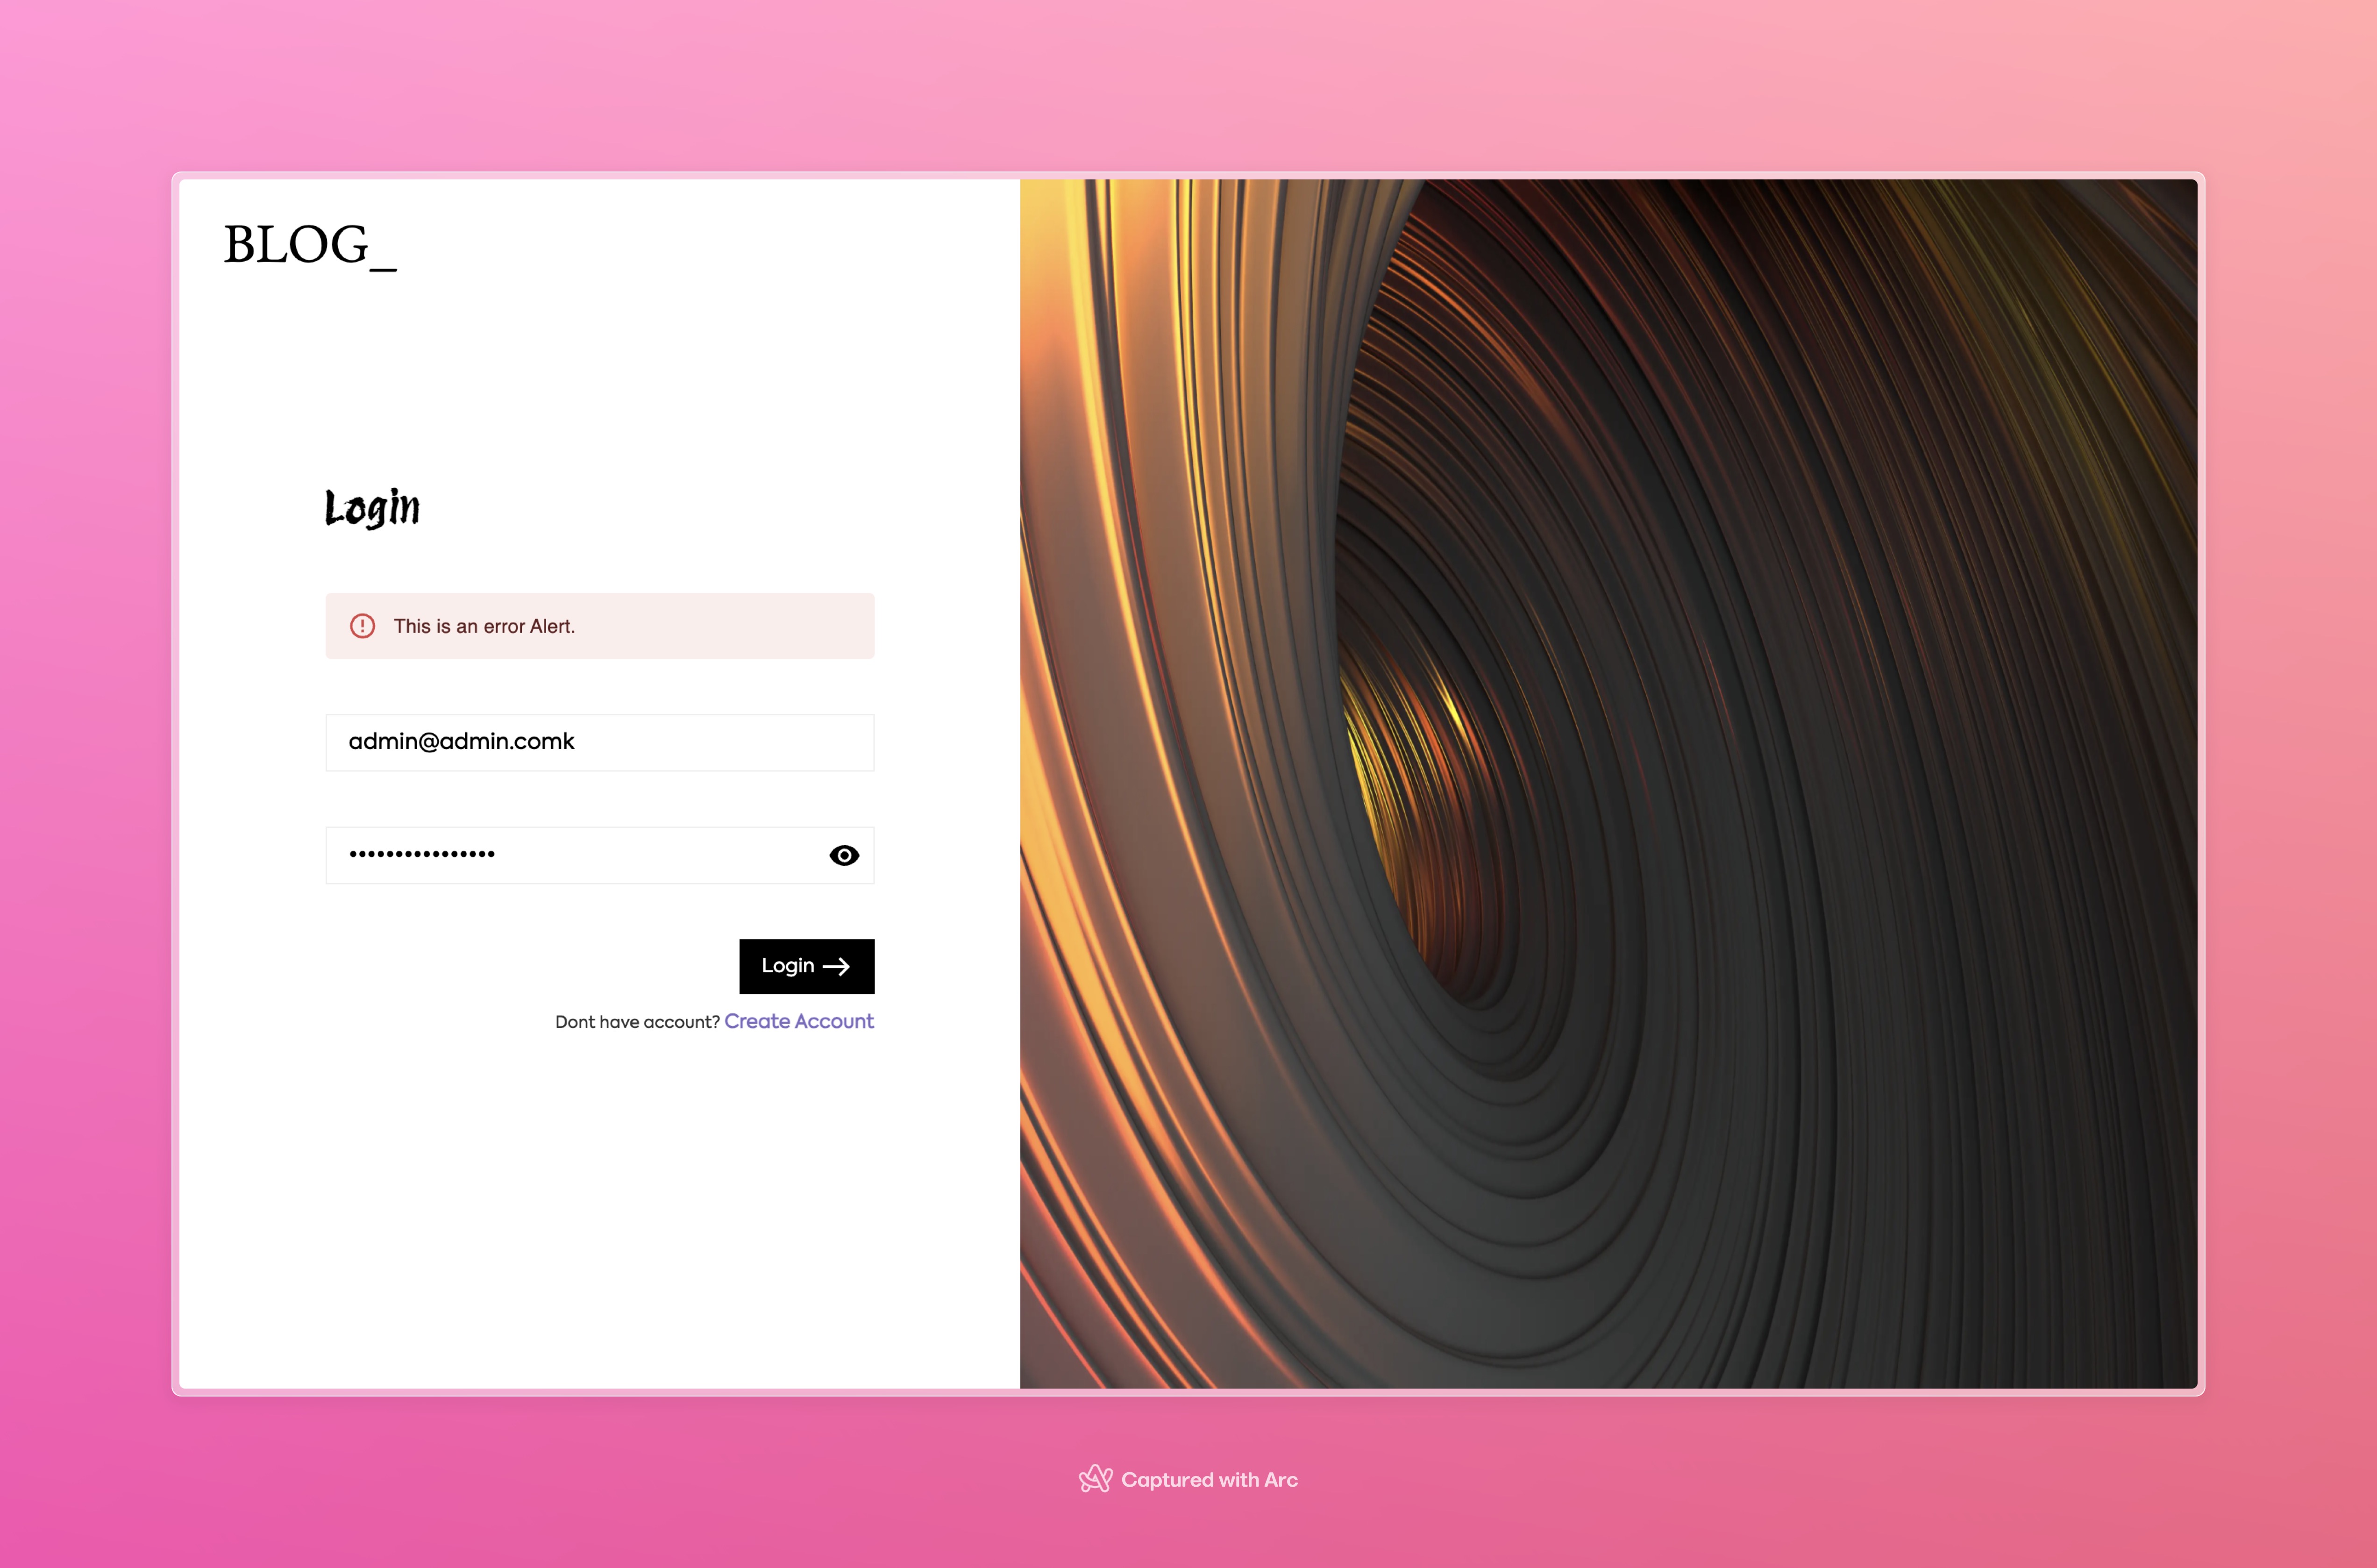 BLOG_
Login
This is an error Alert.
admin@admin.comk
••••••••••••••••
Login →
Dont have account? Create Account
Captured with Arc